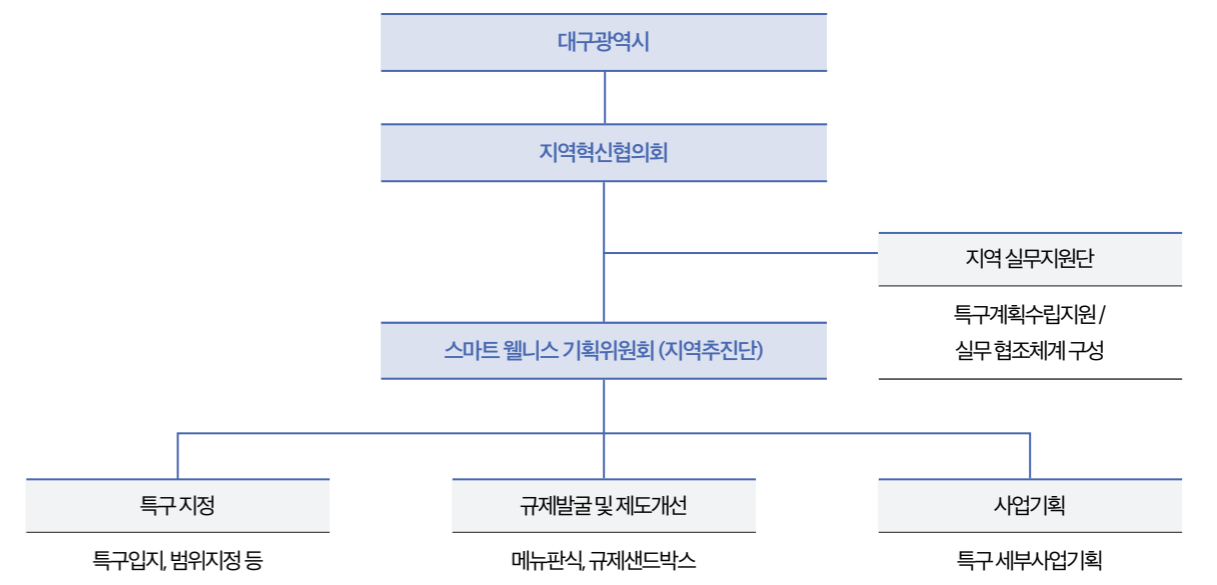 대구광역시
지역혁신협의회
지역 실무지원단
특구계획수립지원 /
실무 협조체계 구성
스마트 웰니스 기획위원회 (지역추진단)
특구 지정
특구입지, 범위지정 등
규제발굴 및 제도개선
메뉴판식, 규제샌드박스
사업기획
특구 세부사업기획